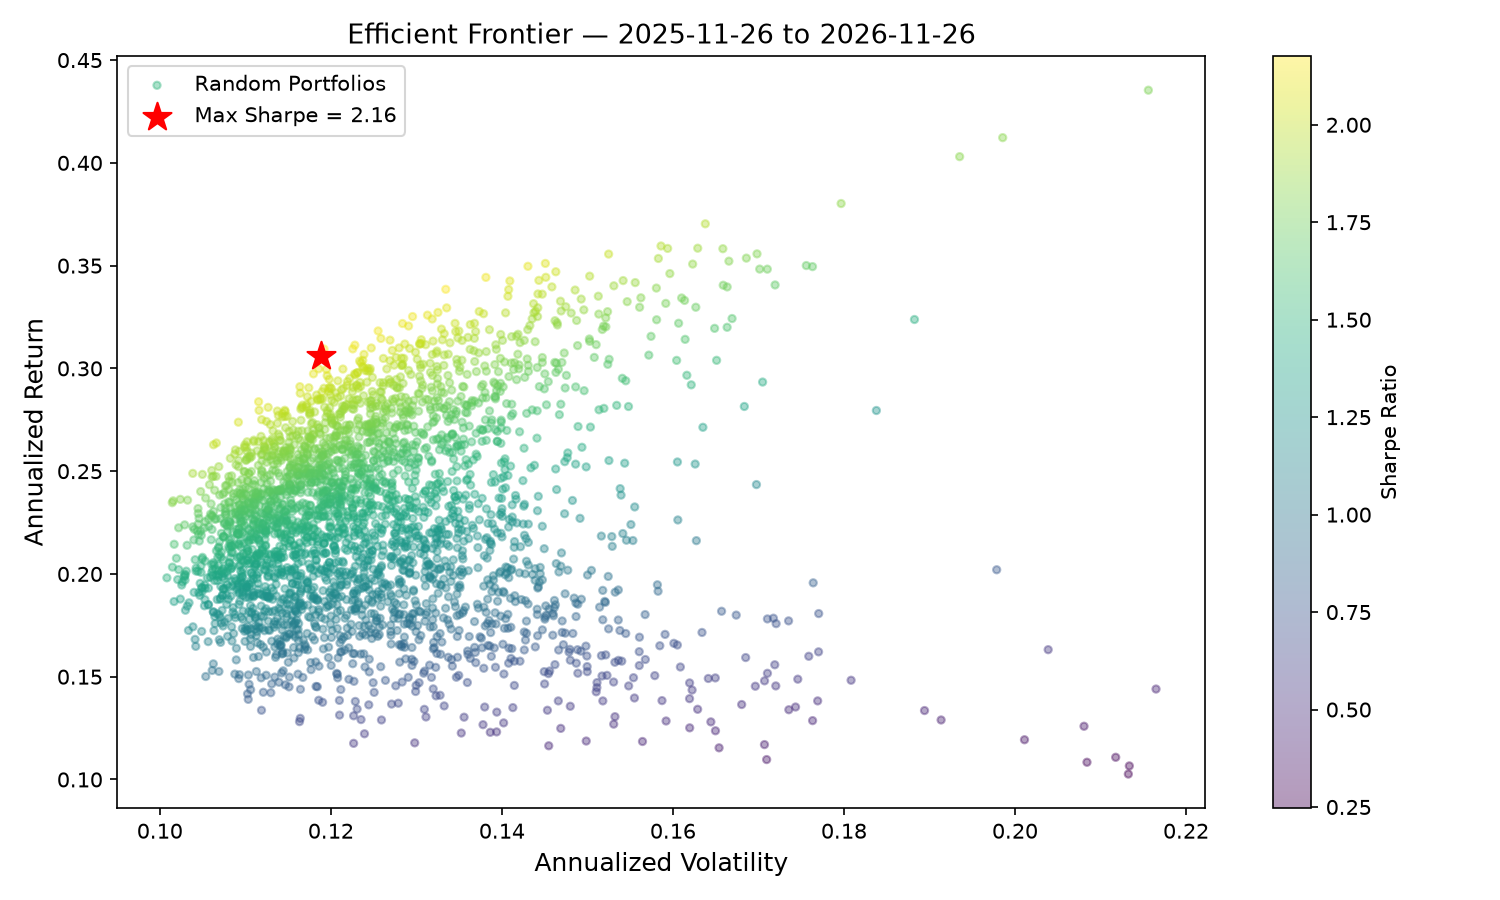 Efficient Frontier — 2025-11-26 to 2026-11-26
Random Portfolios
Max Sharpe = 2.16
Annualized Return
0.45
0.40
0.35
0.30
0.25
0.20
0.15
0.10
0.10 0.12 0.14 0.16 0.18 0.20 0.22
Annualized Volatility
2.00
1.75
1.50
1.25
1.00
0.75
0.50
0.25
Sharpe Ratio